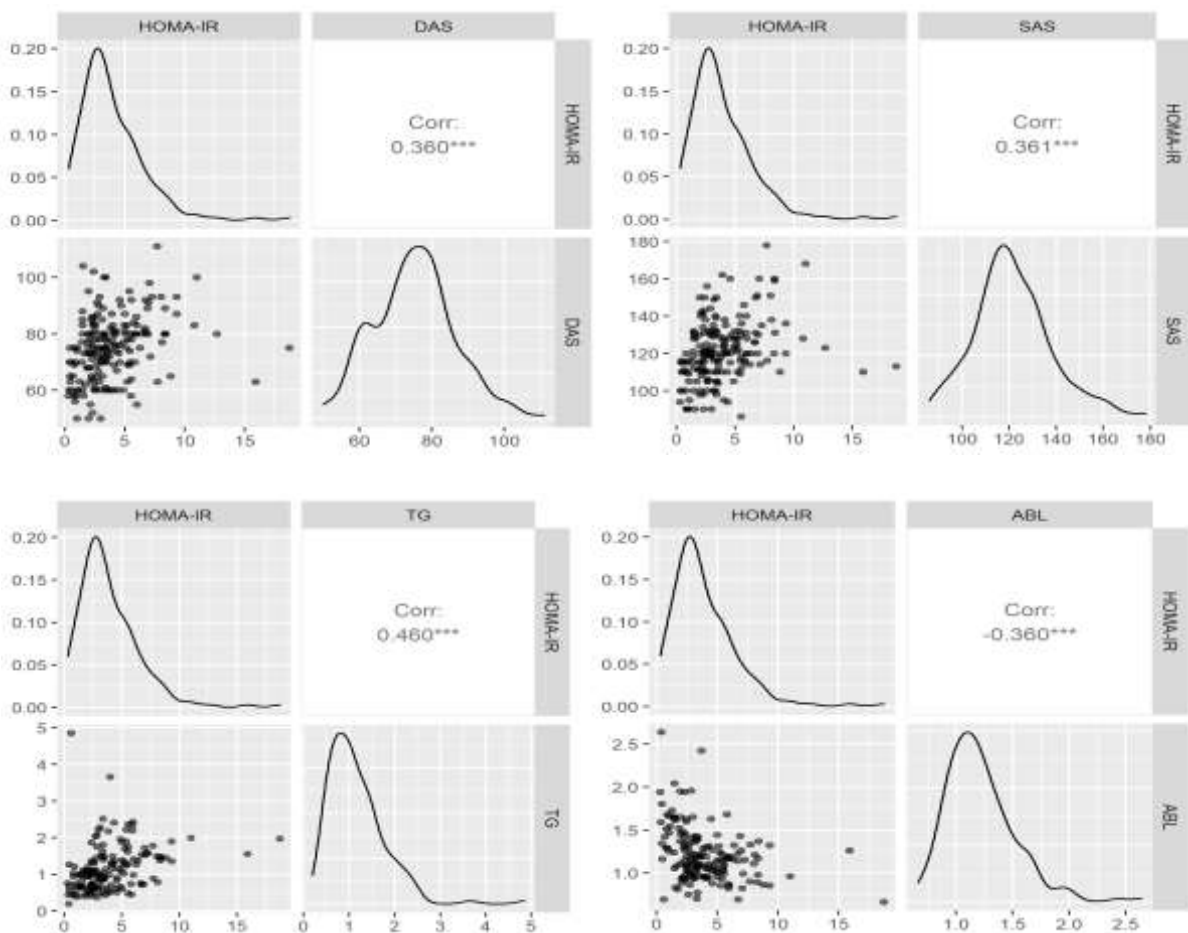 HOMA-IR DAS
0.20
0.15
0.10
0.05
0.00
Corr:
0.360***
HOMA-IR
100
80
60
DAS
0 5 10 15
60 80 100
HOMA-IR SAS
0.20
0.15
0.10
0.05
0.00
Corr:
0.361***
HOMA-IR
180
160
140
120
100
SAS
0 5 10 15
100 120 140 160 180
HOMA-IR TG
0.20
0.15
0.10
0.05
0.00
Corr:
0.460***
HOMA-IR
5
4
3
2
1
0
TG
0 5 10 15
0 1 2 3 4 5
HOMA-IR ABL
0.20
0.15
0.10
0.05
0.00
Corr:
-0.360***
HOMA-IR
2.5
2.0
1.5
1.0
ABL
0 5 10 15
1.0 1.5 2.0 2.5